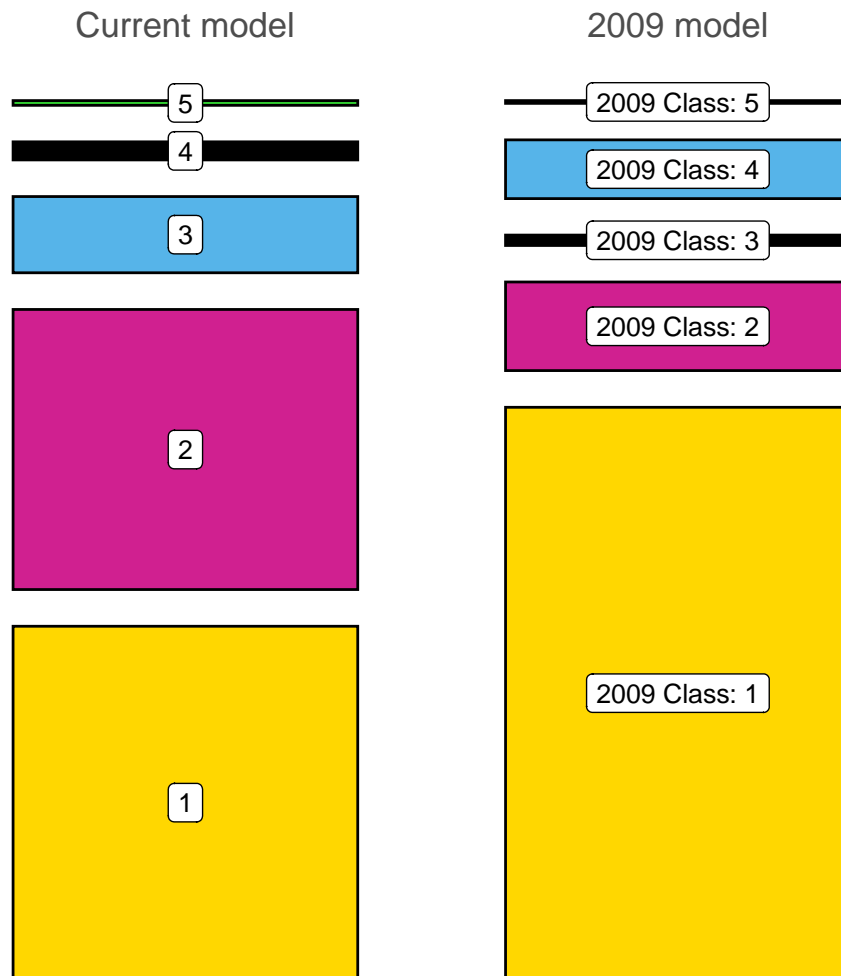 Current model
2009 model
5
2009 Class: 5
4
2009 Class: 4
3
2009 Class: 3
2
2009 Class: 2
1
2009 Class: 1